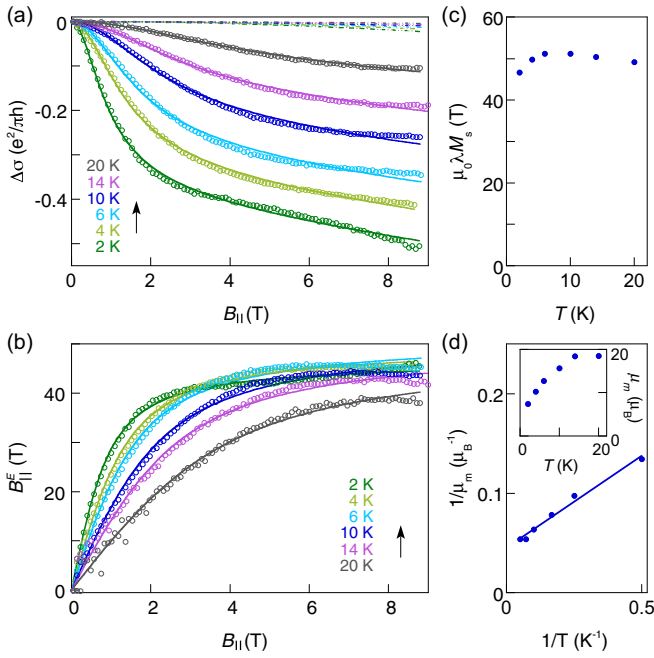 (a)
0
-0.2
-0.4
Δσ (e²/πh)
20 K
14 K
10 K
6 K
4 K
2 K
0 2 4 6 8
B|| (T)
(c)
60
40
20
0
μ₀λMₛ (T)
0 10 20
T (K)
(b)
40
20
0
B||ᴱ (T)
2 K
4 K
6 K
10 K
14 K
20 K
0 2 4 6 8
B|| (T)
(d)
0.2
0.1
0
1/μₘ (μB⁻¹)
20
0
μₘ (μB)
0 10 20
T (K)
0 0.5
1/T (K⁻¹)